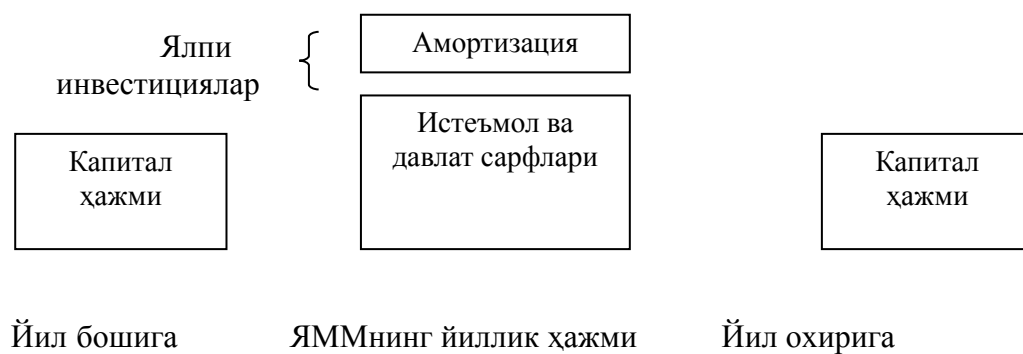 Ялпи
инвестициялар
Амортизация
Истеъмол ва
давлат сарфлари
Капитал
ҳажми
Капитал
ҳажми
Йил бошига
ЯММнинг йиллик ҳажми
Йил охирига